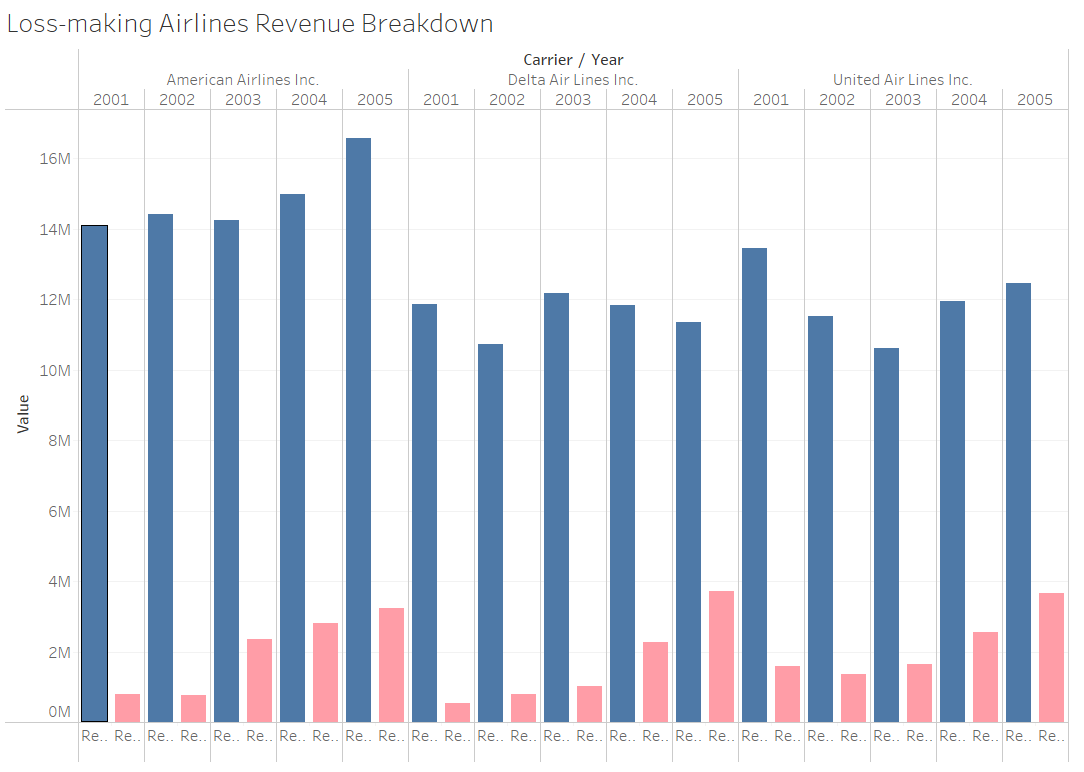 Loss-making Airlines Revenue Breakdown
Carrier / Year
American Airlines Inc. Delta Air Lines Inc. United Air Lines Inc.
2001 2002 2003 2004 2005 2001 2002 2003 2004 2005 2001 2002 2003 2004 2005
16M
14M
12M
10M
8M
6M
4M
2M
0M
Value
Re.. Re.. Re.. Re.. Re.. Re.. Re.. Re.. Re.. Re.. Re.. Re.. Re.. Re.. Re.. Re.. Re.. Re.. Re.. Re.. Re.. Re.. Re.. Re.. Re.. Re.. Re.. Re.. Re.. Re..